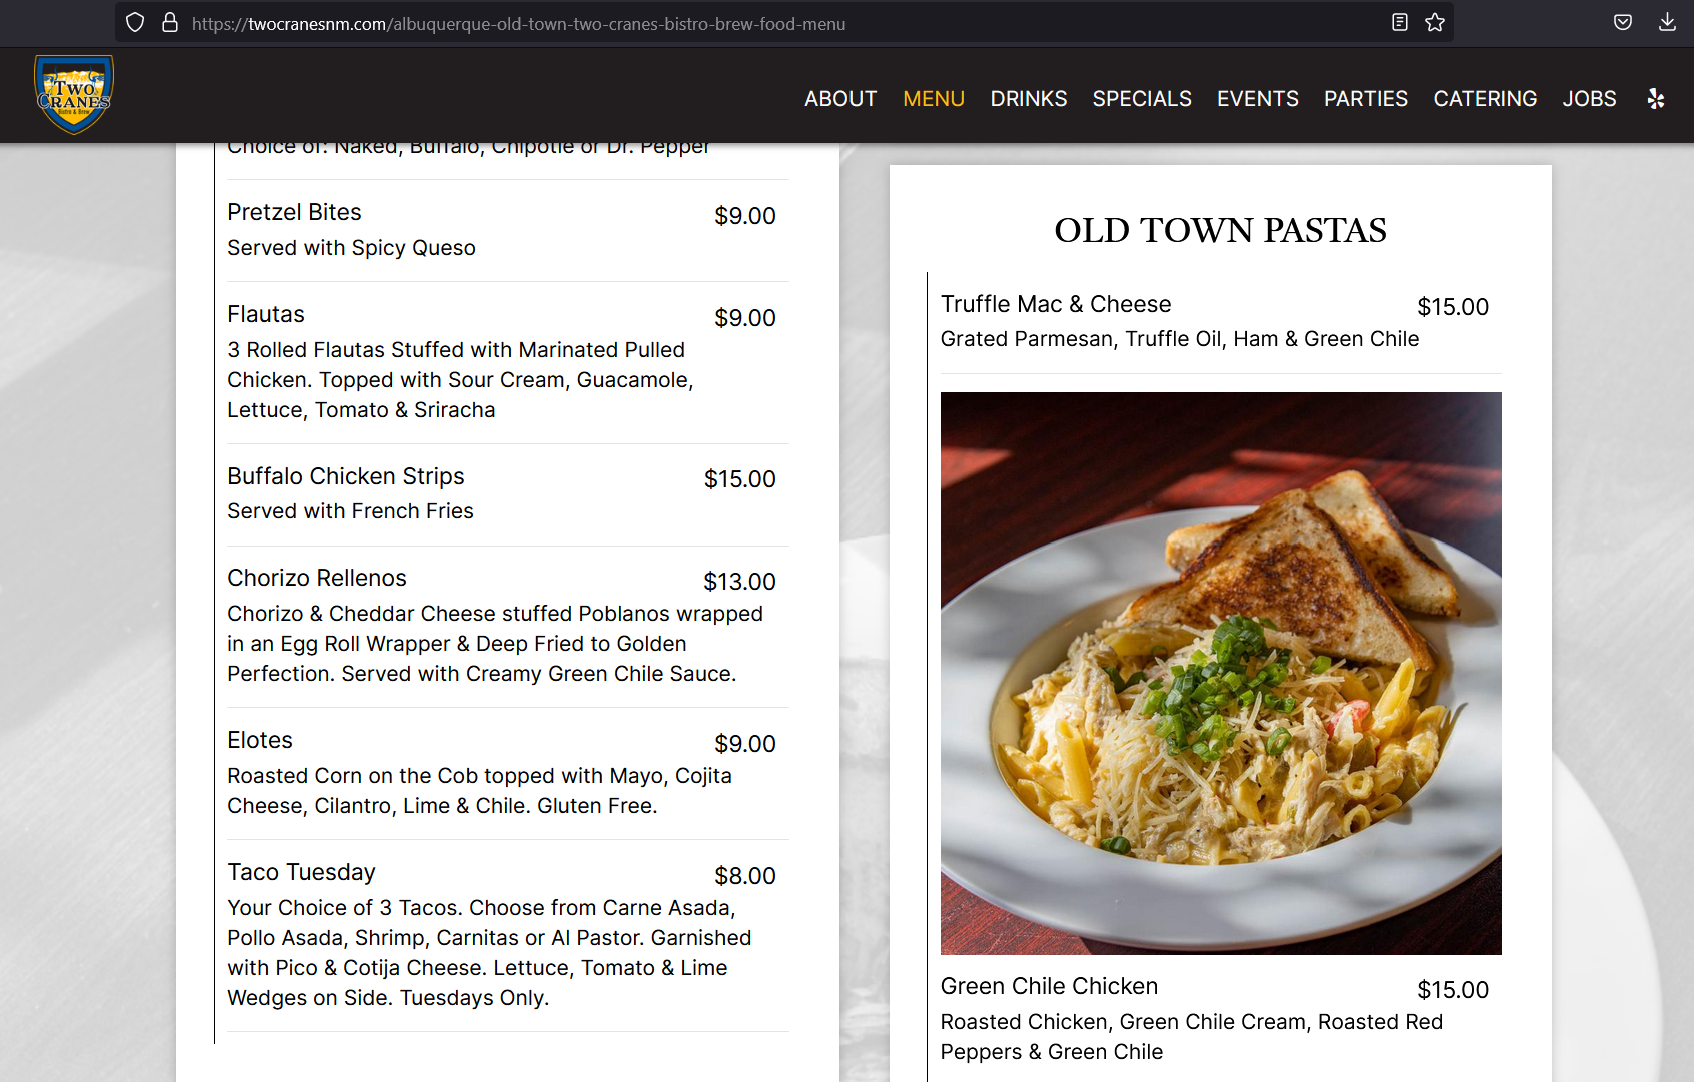 https://twocranesnm.com/albuquerque-old-town-two-cranes-bistro-brew-food-menu
TWO
CRANES
Bistro & Brew
ABOUT MENU DRINKS SPECIALS EVENTS PARTIES CATERING JOBS
Choice of: Naked, Buffalo, Chipotle or Dr. Pepper
Pretzel Bites $9.00
Served with Spicy Queso
Flautas $9.00
3 Rolled Flautas Stuffed with Marinated Pulled
Chicken. Topped with Sour Cream, Guacamole,
Lettuce, Tomato & Sriracha
Buffalo Chicken Strips $15.00
Served with French Fries
Chorizo Rellenos $13.00
Chorizo & Cheddar Cheese stuffed Poblanos wrapped
in an Egg Roll Wrapper & Deep Fried to Golden
Perfection. Served with Creamy Green Chile Sauce.
Elotes $9.00
Roasted Corn on the Cob topped with Mayo, Cojita
Cheese, Cilantro, Lime & Chile. Gluten Free.
Taco Tuesday $8.00
Your Choice of 3 Tacos. Choose from Carne Asada,
Pollo Asada, Shrimp, Carnitas or Al Pastor. Garnished
with Pico & Cotija Cheese. Lettuce, Tomato & Lime
Wedges on Side. Tuesdays Only.
OLD TOWN PASTAS
Truffle Mac & Cheese $15.00
Grated Parmesan, Truffle Oil, Ham & Green Chile
Green Chile Chicken $15.00
Roasted Chicken, Green Chile Cream, Roasted Red
Peppers & Green Chile